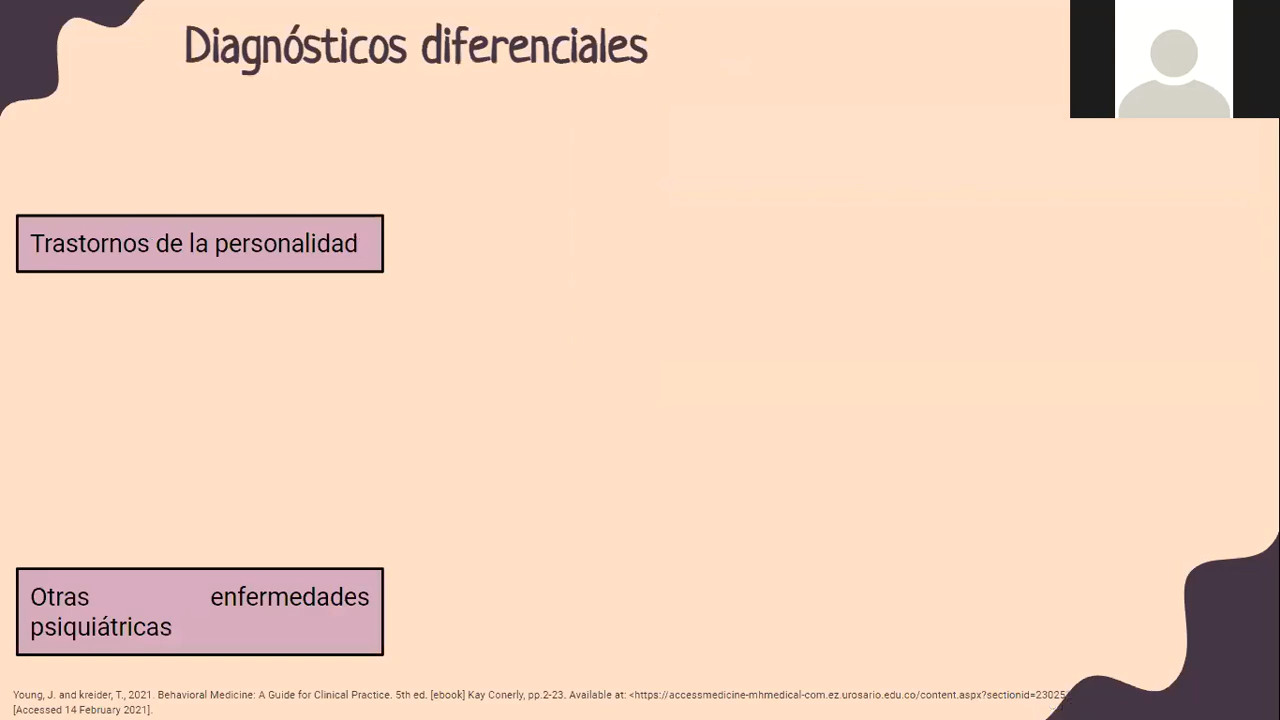 Diagnósticos diferenciales
Trastornos de la personalidad
Otras enfermedades
psiquiátricas
Young, J. and kreider, T., 2021. Behavioral Medicine: A Guide for Clinical Practice. 5th ed. [ebook] Kay Conerly, pp.2-23. Available at: <https://accessmedicine-mhmedical-com.ez.urosario.edu.co/content.aspx?sectionid=23025
[Accessed 14 February 2021].